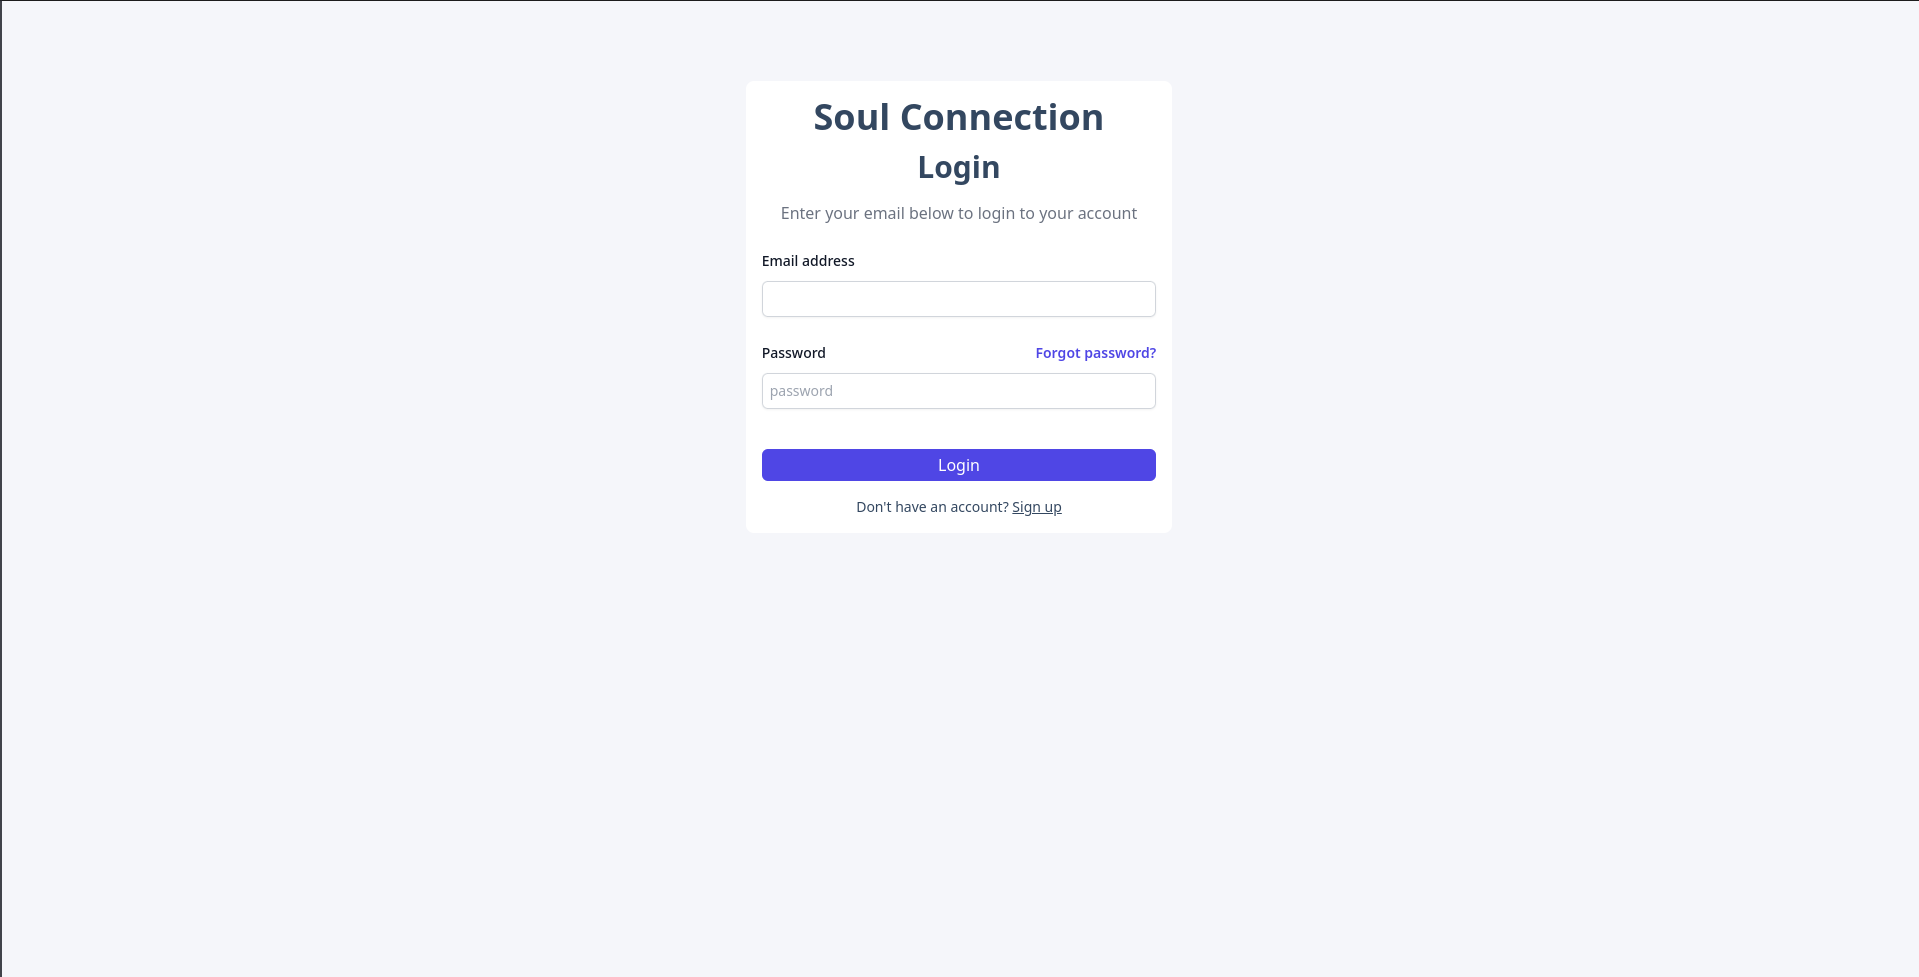 Soul Connection
Login
Enter your email below to login to your account
Email address
Password Forgot password?
password
Login
Don't have an account? Sign up